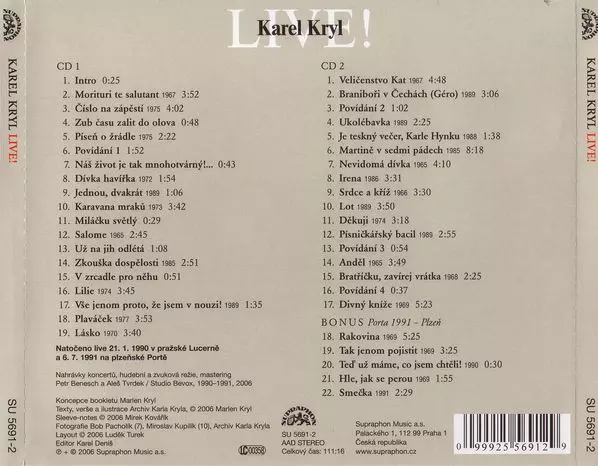 LIVE!
Karel Kryl
CD 1
1. Intro 0:25
2. Morituri te salutant 1967 3:52
3. Číslo na zápěstí 1975 4:02
4. Zub času zalit do olova 0:48
5. Píseň o žrádle 1975 2:22
6. Povídání 1 1:52
7. Náš život je tak mnohotvárný!... 0:43
8. Dívka havířka 1972 1:54
9. Jednou, dvakrát 1989 1:06
10. Karavana mraků 1973 3:42
11. Miláčku světlý 0:29
12. Salome 1965 2:45
13. Už na jih odlétá 1:08
14. Zkouška dospělosti 1985 2:51
15. V zrcadle pro něhu 0:51
16. Lilie 1974 3:45
17. Vše jenom proto, že jsem v nouzi! 1989 1:35
18. Plaváček 1977 3:53
19. Lásko 1970 3:40
Natočeno live 21. 1. 1990 v pražské Lucerně
a 6. 7. 1991 na plzeňské Portě
Nahrávky koncertů, hudební a zvuková režie, mastering
Petr Benesch a Aleš Tvrdek / Studio Bevox, 1990–1991, 2006
Koncepce bookletu Marlen Kryl
Texty, verše a ilustrace Archiv Karla Kryla, © 2006 Marlen Kryl
Sleeve-notes © 2006 Mirek Kovářík
Fotografie Bob Pacholík (7), Miroslav Kupilík (10), Archiv Karla Kryla
Layout © 2006 Luděk Turek
Editor Karel Deniš
℗ + © 2006 Supraphon Music a.s.
CD 2
1. Veličenstvo Kat 1967 4:48
2. Braniboři v Čechách (Géro) 1989 3:06
3. Povídání 2 1:02
4. Ukolébavka 1989 2:25
5. Je teskný večer, Karle Hynku 1988 1:38
6. Martině v sedmi pádech 1985 8:18
7. Nevidomá dívka 1965 4:10
8. Irena 1986 3:31
9. Srdce a kříž 1966 3:30
10. Lot 1989 3:50
11. Děkuji 1974 3:18
12. Písničkářský bacil 1989 2:55
13. Povídání 3 0:54
14. Anděl 1965 3:49
15. Bratříčku, zavírej vrátka 1968 2:25
16. Povídání 4 0:37
17. Divný kníže 1969 5:23
BONUS Porta 1991 – Plzeň
18. Rakovina 1969 5:25
19. Tak jenom pojistit 1969 3:21
20. Teď už máme, co jsem chtěli! 1990 0:30
21. Hle, jak se perou 1969 1:55
22. Smečka 1991 2:29
SUPRAPHON
LC 00358
SU 5691-2
AAD STEREO
Celkový čas: 111:16
Supraphon Music a.s.
Palackého 1, 112 99 Praha 1
Česká republika
www.supraphon.cz
0 99925 56912 9
SUPRAPHON
KAREL KRYL LIVE!
SU 5691-2
SUPRAPHON
KAREL KRYL LIVE!
SU 5691-2